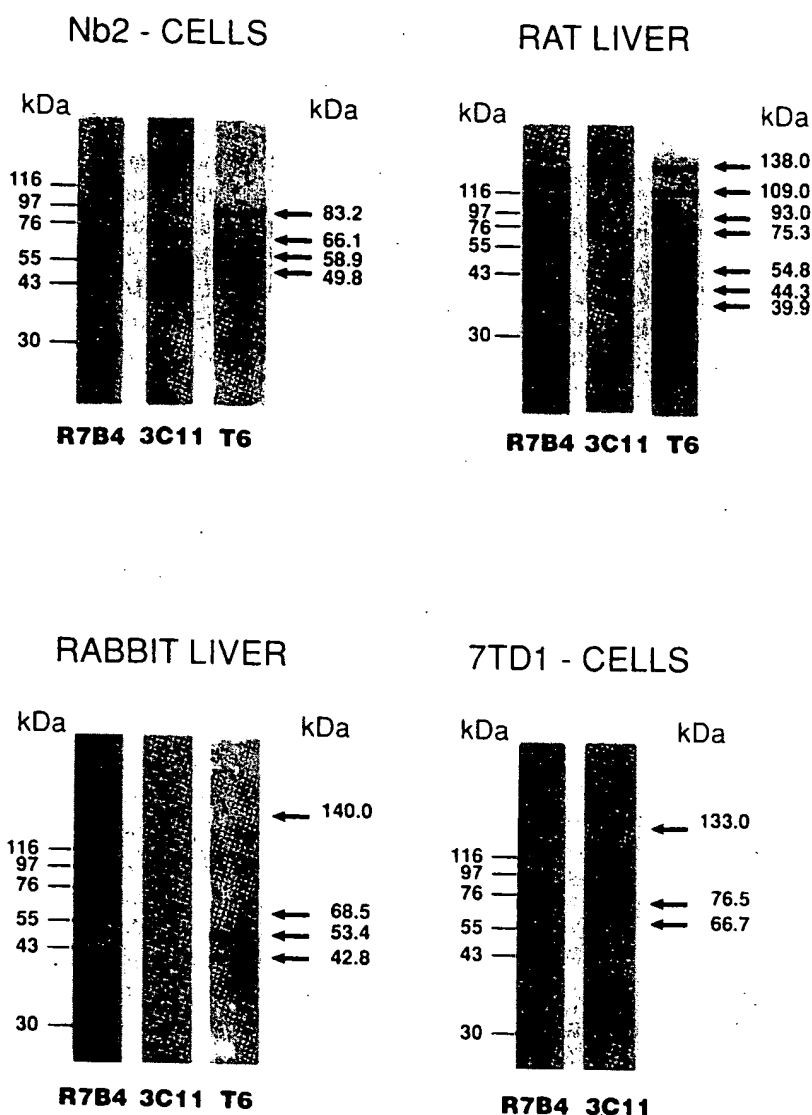 Nb2 - CELLS
kDa
kDa
116
97
76
55
43
30
83.2
66.1
58.9
49.8
R7B4 3C11 T6
RAT LIVER
kDa
kDa
116
97
76
55
43
30
138.0
109.0
93.0
75.3
54.8
44.3
39.9
R7B4 3C11 T6
RABBIT LIVER
kDa
kDa
116
97
76
55
43
30
140.0
68.5
53.4
42.8
R7B4 3C11 T6
7TD1 - CELLS
kDa
kDa
116
97
76
55
43
30
133.0
76.5
66.7
R7B4 3C11